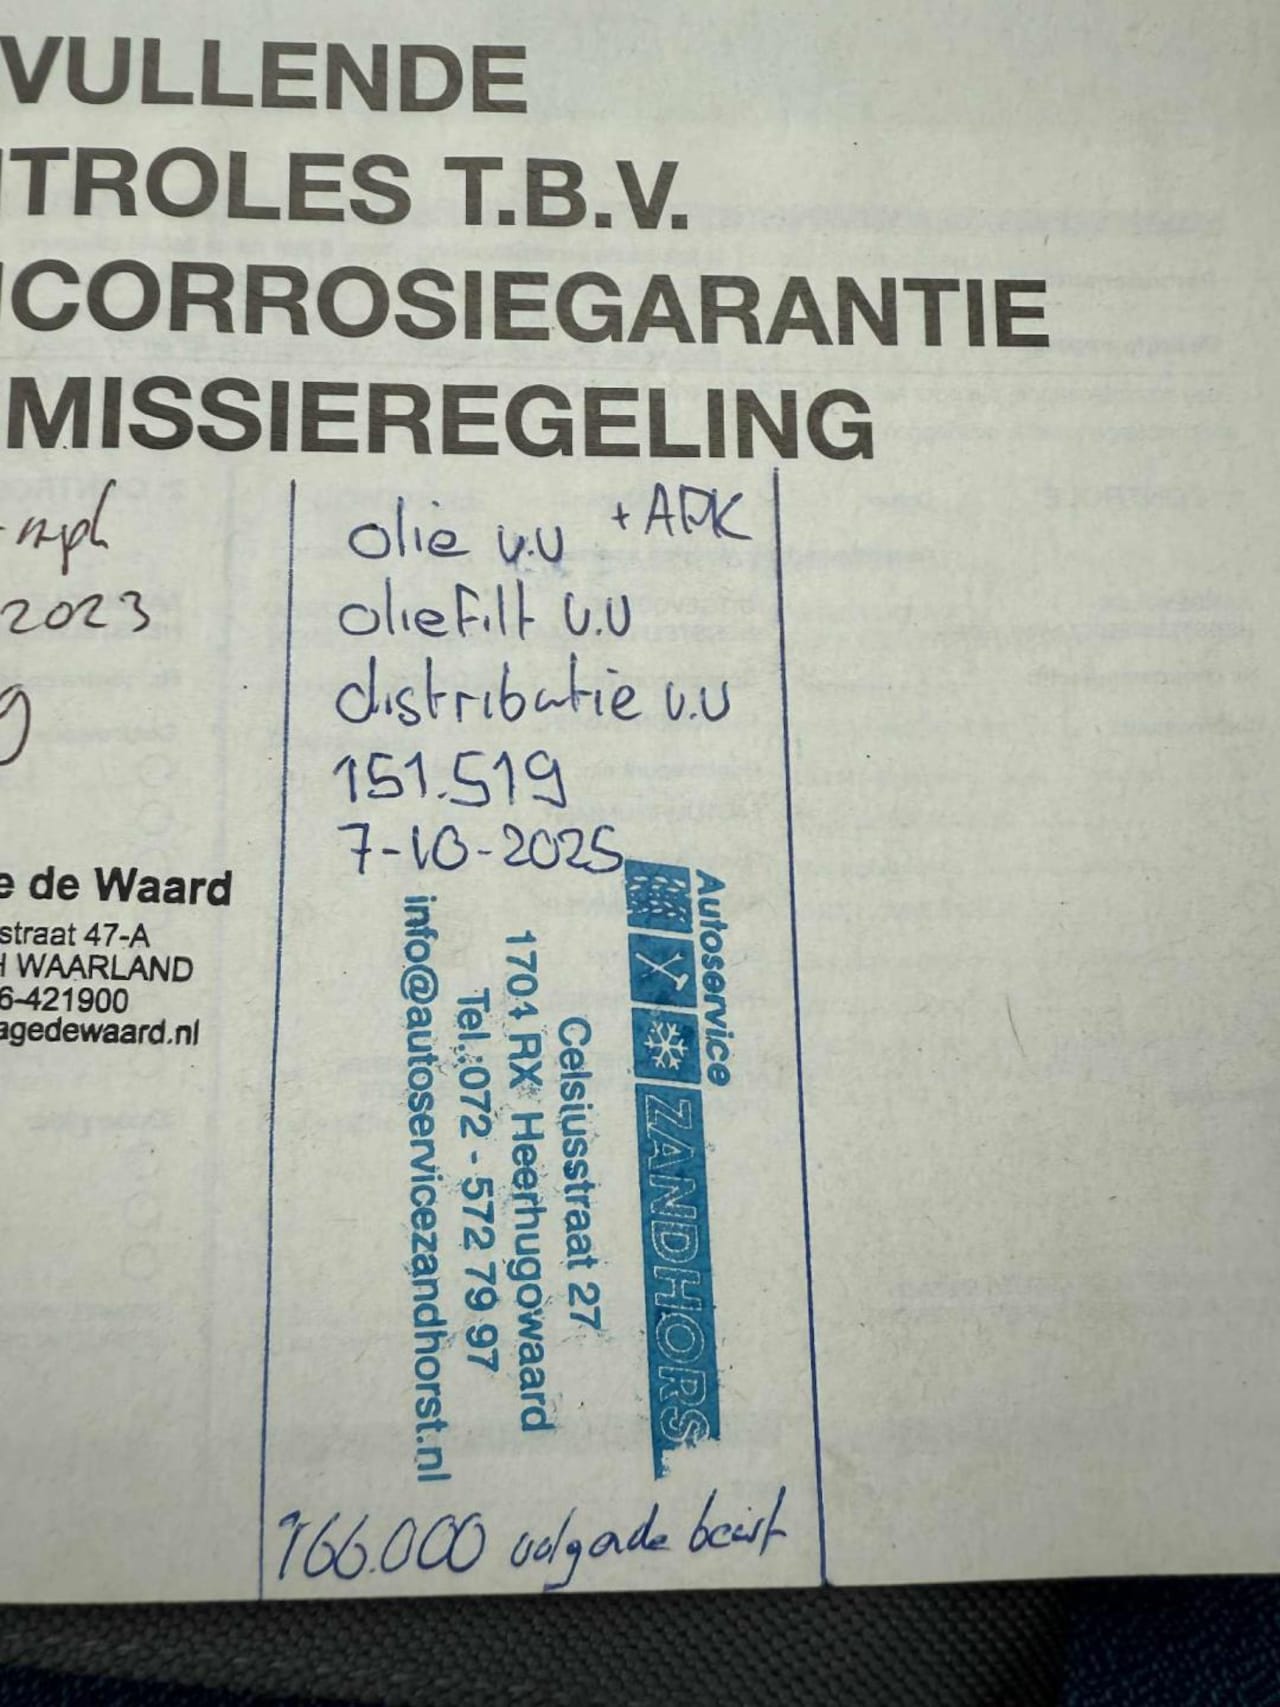 VULLENDE
TROLES T.B.V.
CORROSIEGARANTIE
MISSIEREGELING
2023
e de Waard
straat 47-A
WAARLAND
6-421900
agedewaard.nl
olie v.v + APK
oliefilt v.v
distributie v.v
151.519
7-10-2025
Autoservice
ZANDHORS
Celsiusstraat 27
1701 RX Heerhugowaard
Tel.:072 - 572 79 97
info@autoservicezandhorst.nl
166.000 volgende beurt